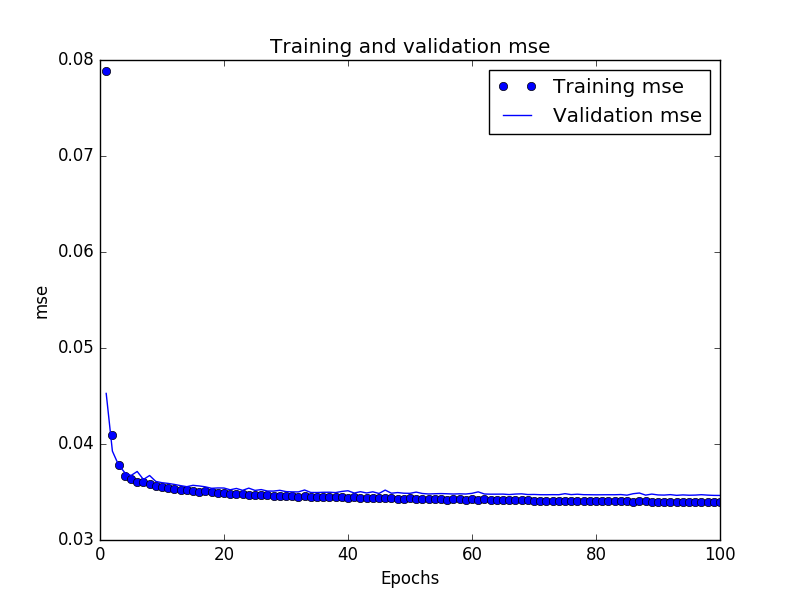 Training and validation mse
0.08
0.07
0.06
0.05
0.04
0.03
mse
Training mse
Validation mse
0 20 40 60 80 100
Epochs